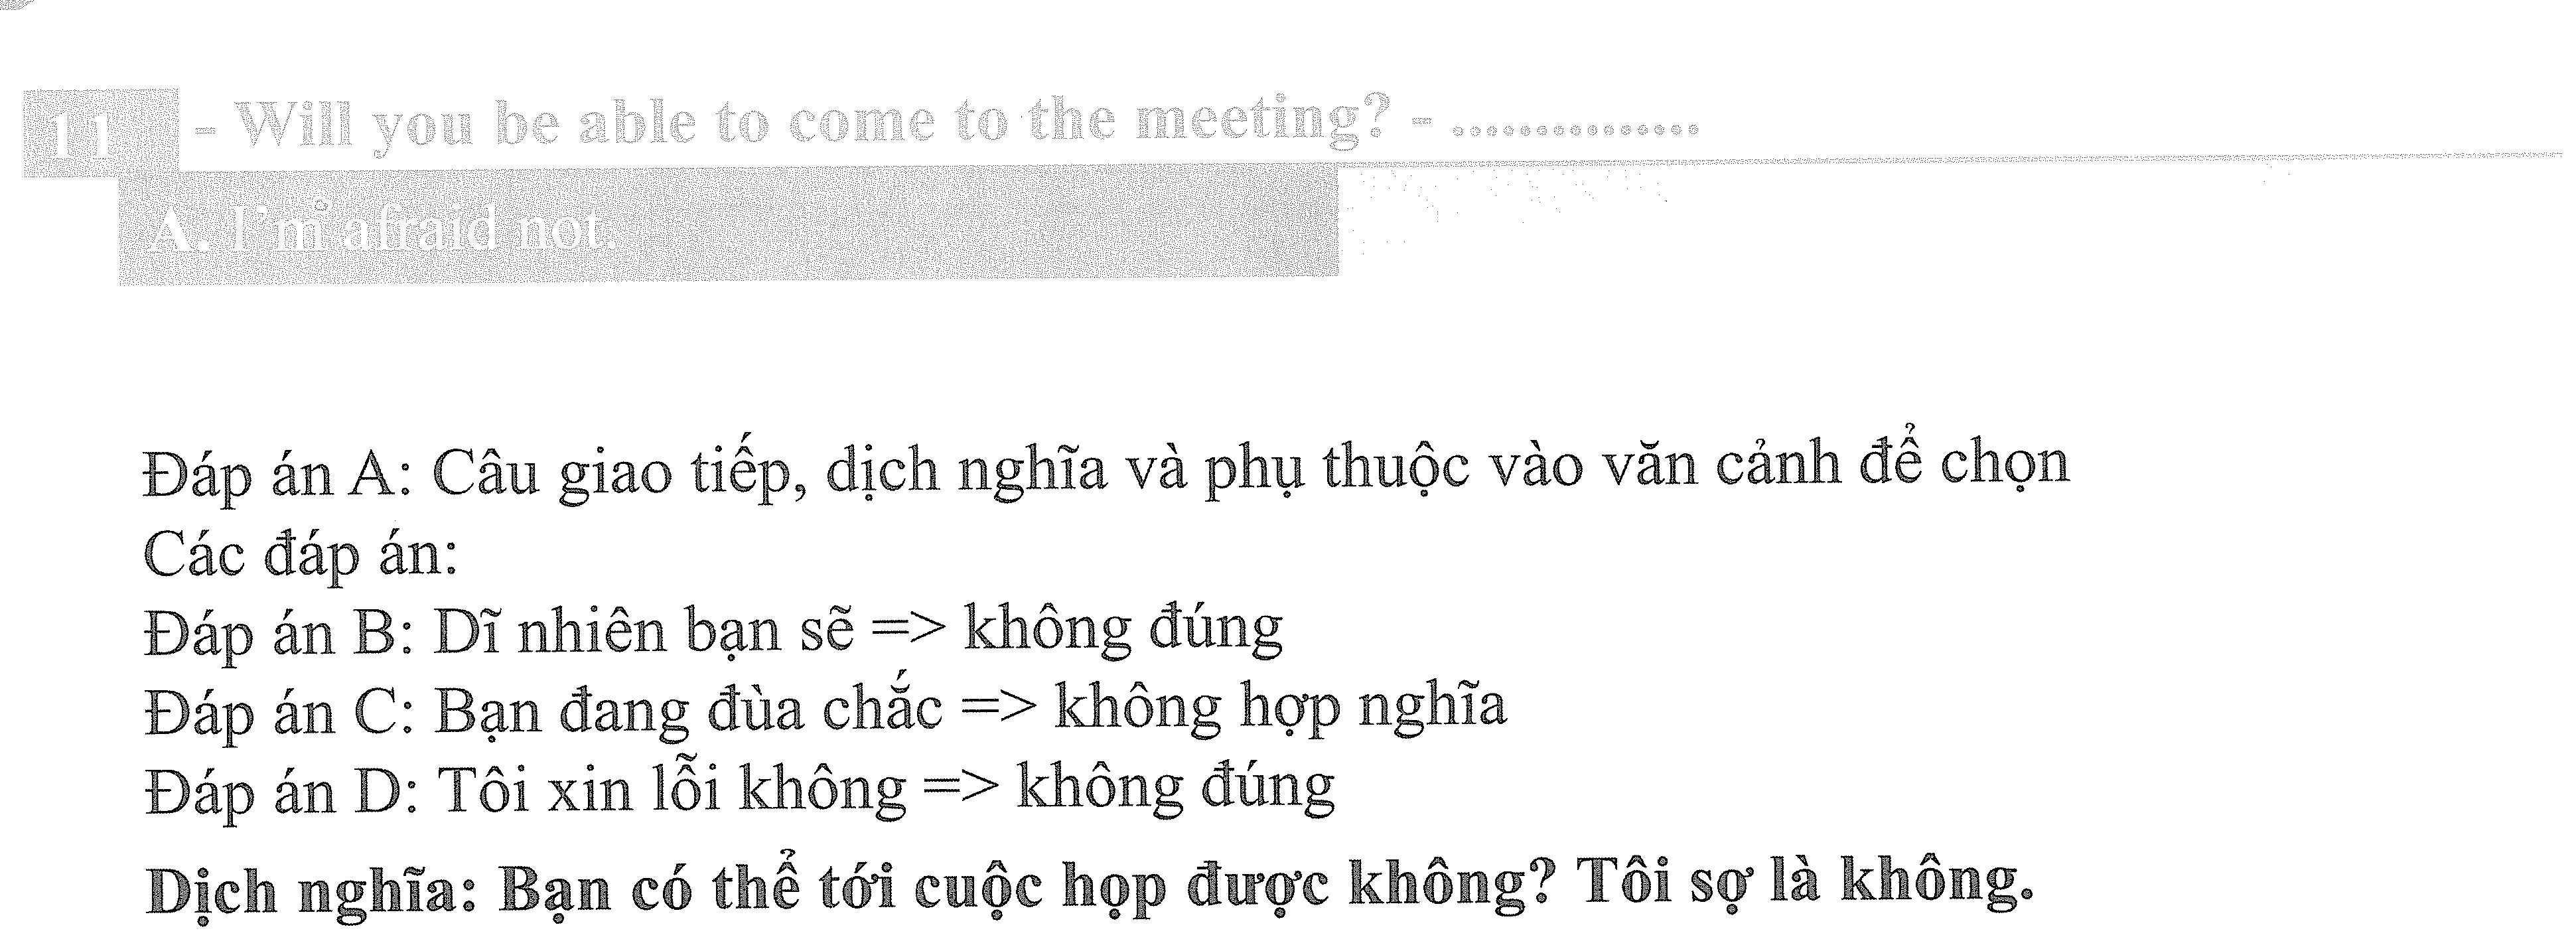 11 - Will you be able to come to the meeting? - ...............
A. I'm afraid not.
Đáp án A: Câu giao tiếp, dịch nghĩa và phụ thuộc vào văn cảnh để chọn
Các đáp án:
Đáp án B: Dĩ nhiên bạn sẽ => không đúng
Đáp án C: Bạn đang đùa chắc => không hợp nghĩa
Đáp án D: Tôi xin lỗi không => không đúng
Dịch nghĩa: Bạn có thể tới cuộc họp được không? Tôi sợ là không.